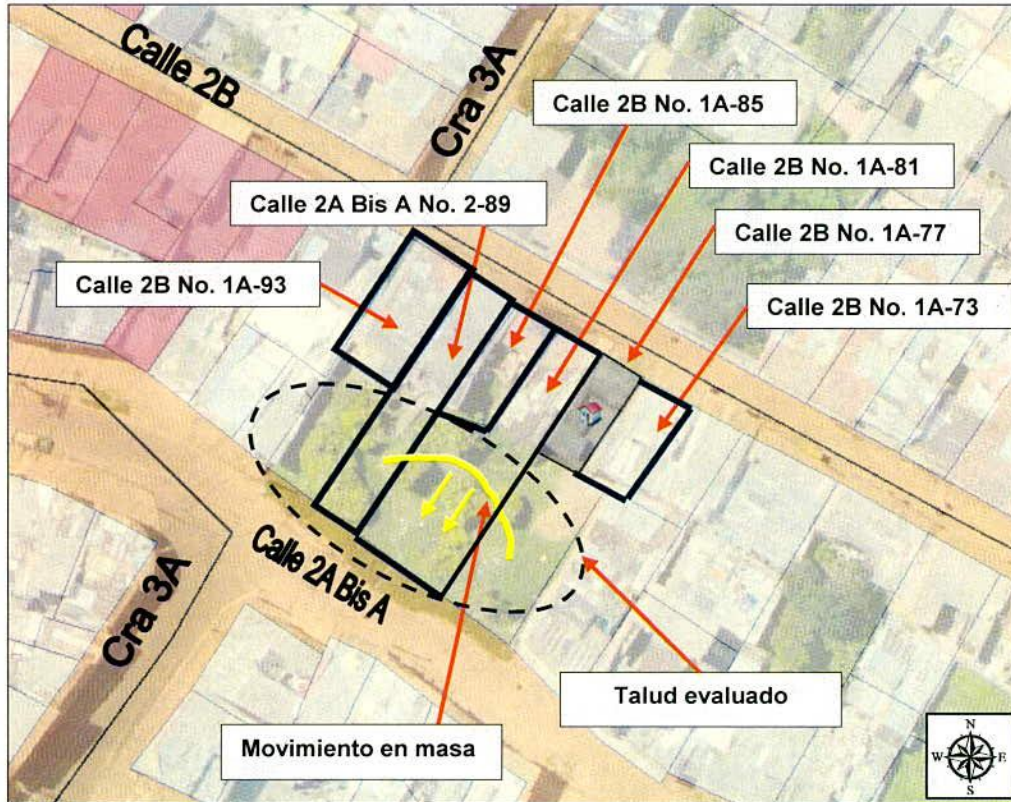 Calle 2B
Cra 3A
Calle 2B No. 1A-85
Calle 2B No. 1A-81
Calle 2A Bis A No. 2-89
Calle 2B No. 1A-77
Calle 2B No. 1A-93
Calle 2B No. 1A-73
Calle 2A Bis A
Cra 3A
Talud evaluado
Movimiento en masa
N
W E
S